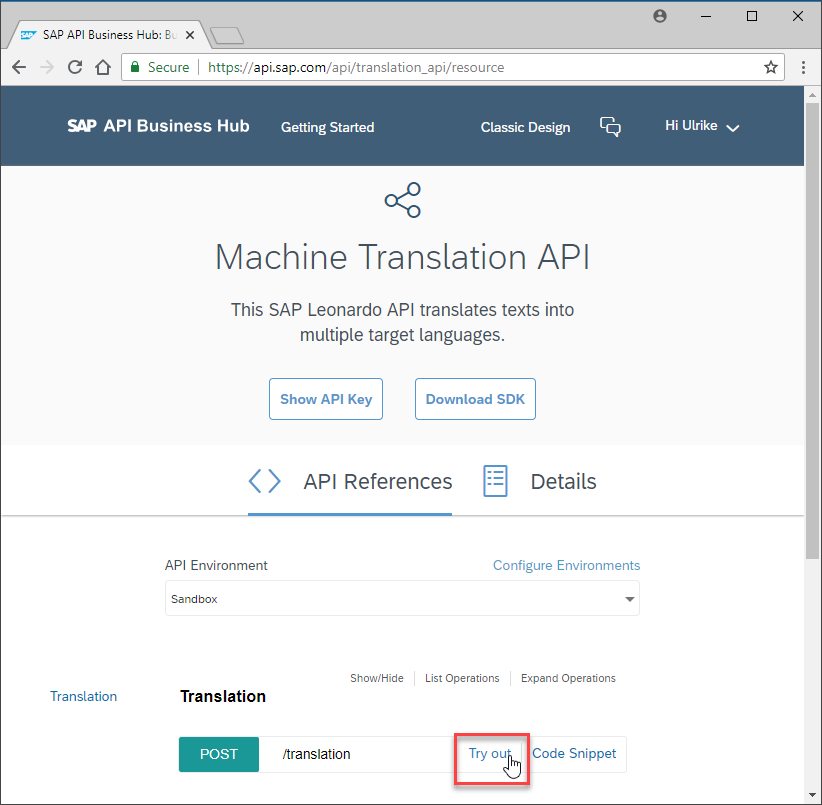 SAP API Business Hub: Bu
Secure https://api.sap.com/api/translation_api/resource
SAP API Business Hub Getting Started Classic Design Hi Ulrike
Machine Translation API
This SAP Leonardo API translates texts into
multiple target languages.
Show API Key Download SDK
API References Details
API Environment Configure Environments
Sandbox
Show/Hide List Operations Expand Operations
Translation Translation
POST /translation Try out Code Snippet